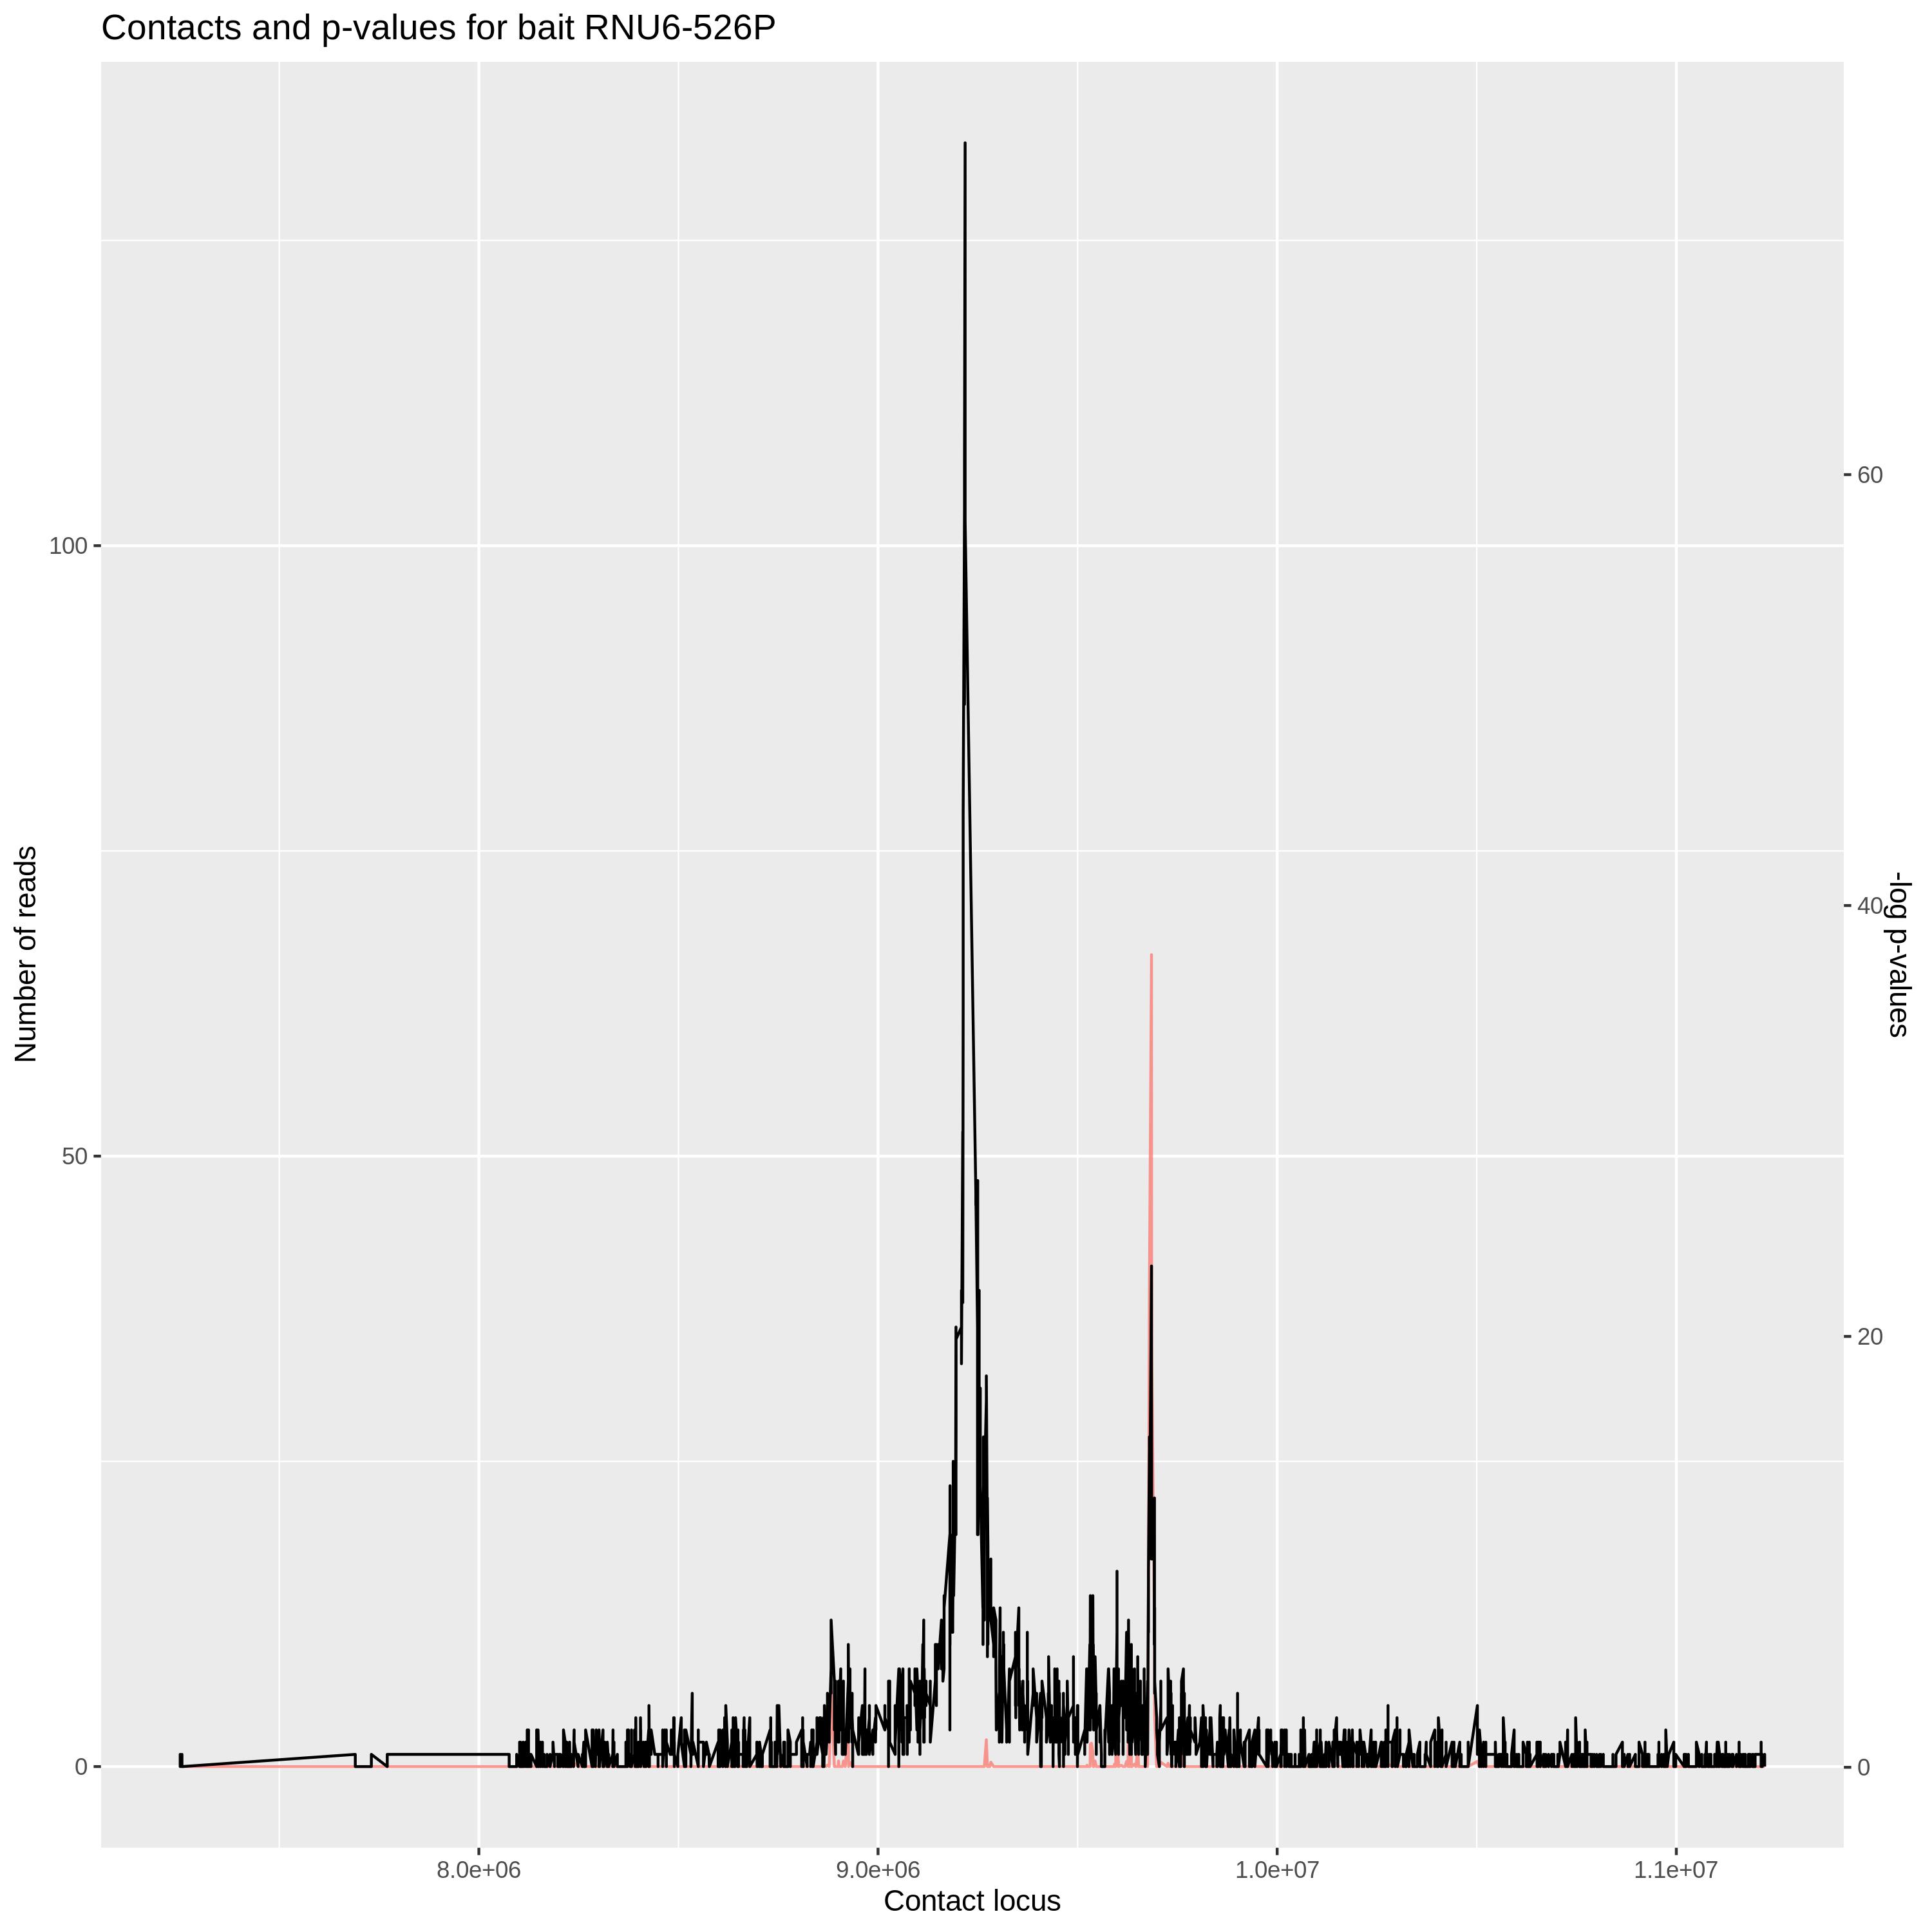 Contacts and p-values for bait RNU6-526P
Number of reads
100
50
0
60
40
20
0
-log p-values
8.0e+06
9.0e+06
1.0e+07
1.1e+07
Contact locus